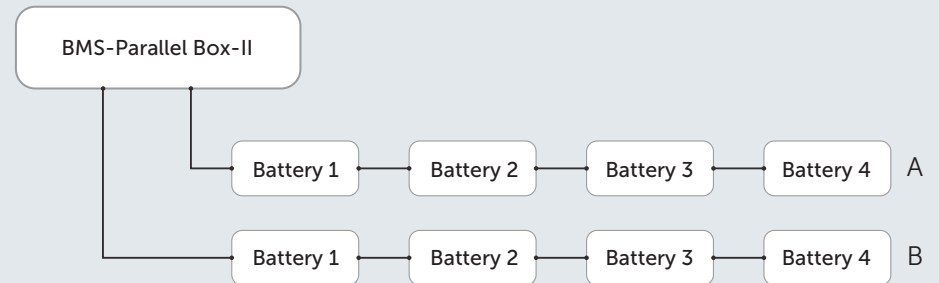 BMS-Parallel Box-II
Battery 1 Battery 2 Battery 3 Battery 4 A
Battery 1 Battery 2 Battery 3 Battery 4 B